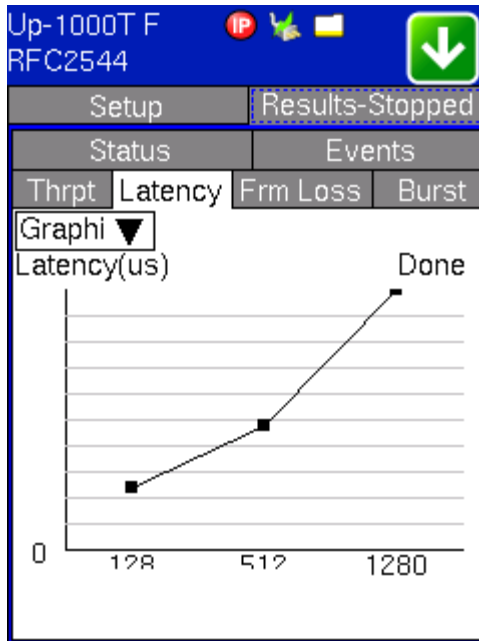 Up-1000T F IP
RFC2544
Setup Results-Stopped
Status Events
Thrpt Latency Frm Loss Burst
Graphi
Latency(us) Done
0 128 512 1280